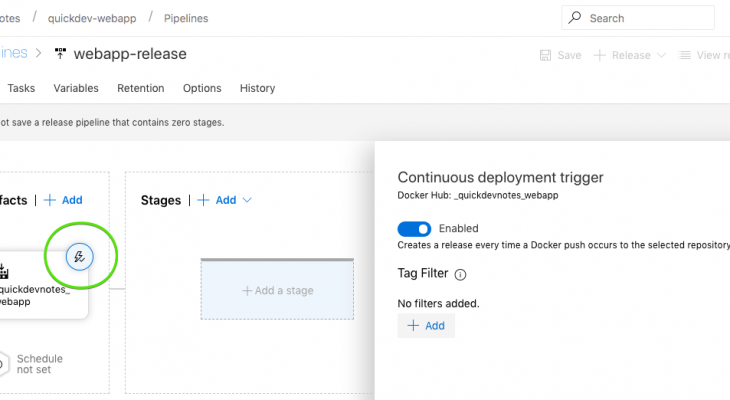 notes / quickdev-webapp / Pipelines
Search
lines > webapp-release
Save
Release
View re
Tasks Variables Retention Options History
ot save a release pipeline that contains zero stages.
facts | + Add
Stages | + Add
Continuous deployment trigger
Docker Hub: _quickdevnotes_webapp
Enabled
Creates a release every time a Docker push occurs to the selected repository
quickdevnotes_
webapp
+ Add a stage
Tag Filter
No filters added.
+ Add
Schedule
not set